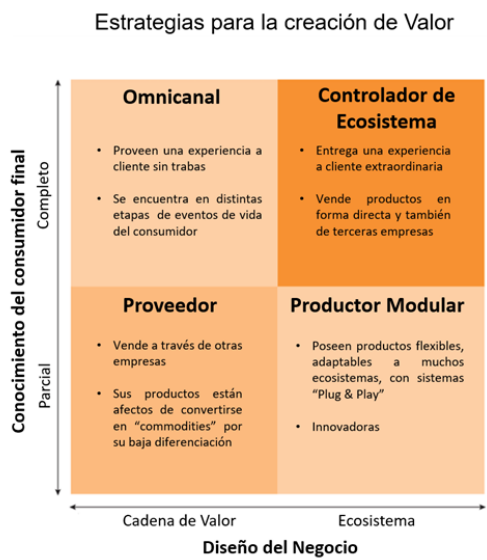 Estrategias para la creación de Valor
Conocimiento del consumidor final
Completo
Parcial
Omnicanal
• Proveen una experiencia a
cliente sin trabas
• Se encuentra en distintas
etapas de eventos de vida
del consumidor
Controlador de
Ecosistema
• Entrega una experiencia
a cliente extraordinaria
• Vende productos en
forma directa y también
de terceras empresas
Proveedor
• Vende a través de otras
empresas
• Sus productos están
afectos de convertirse
en “commodities” por
su baja diferenciación
Productor Modular
• Poseen productos flexibles,
adaptables a muchos
ecosistemas, con sistemas
“Plug & Play”
• Innovadoras
Cadena de Valor
Ecosistema
Diseño del Negocio